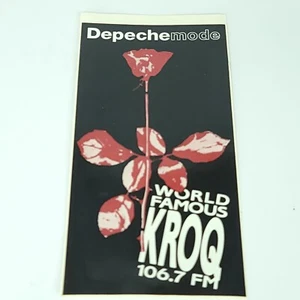 Depechemode
WORLD
FAMOUS
KROQ
106.7 FM